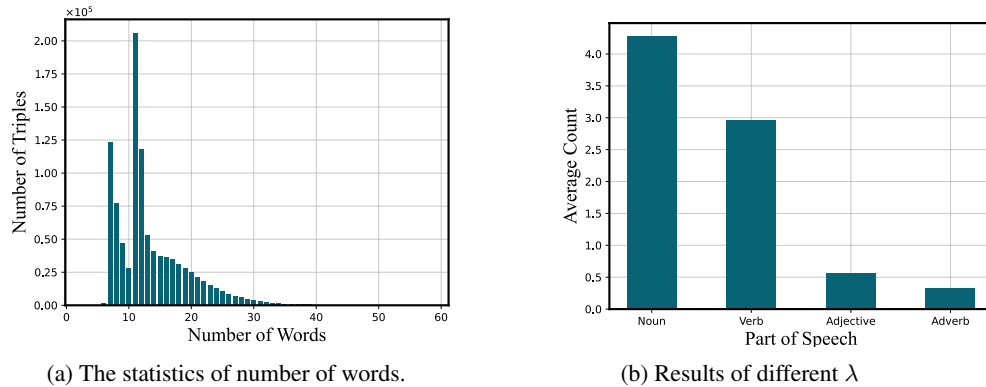 ×10⁵
2.00
1.75
1.50
1.25
1.00
0.75
0.50
0.25
0.00
Number of Triples
0 10 20 30 40 50 60
Number of Words
(a) The statistics of number of words.
4.0
3.5
3.0
2.5
2.0
1.5
1.0
0.5
0.0
Average Count
Noun Verb Adjective Adverb
Part of Speech
(b) Results of different λ